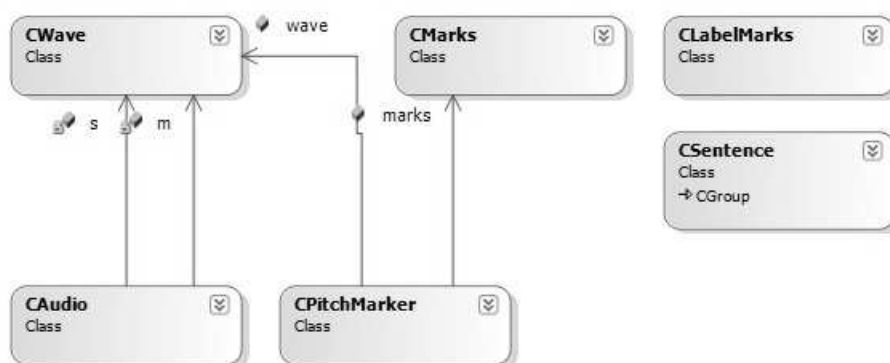 CWave
Class
wave
CMarks
Class
CLabelMarks
Class
s
m
marks
CSentence
Class
CGroup
CAudio
Class
CPitchMarker
Class